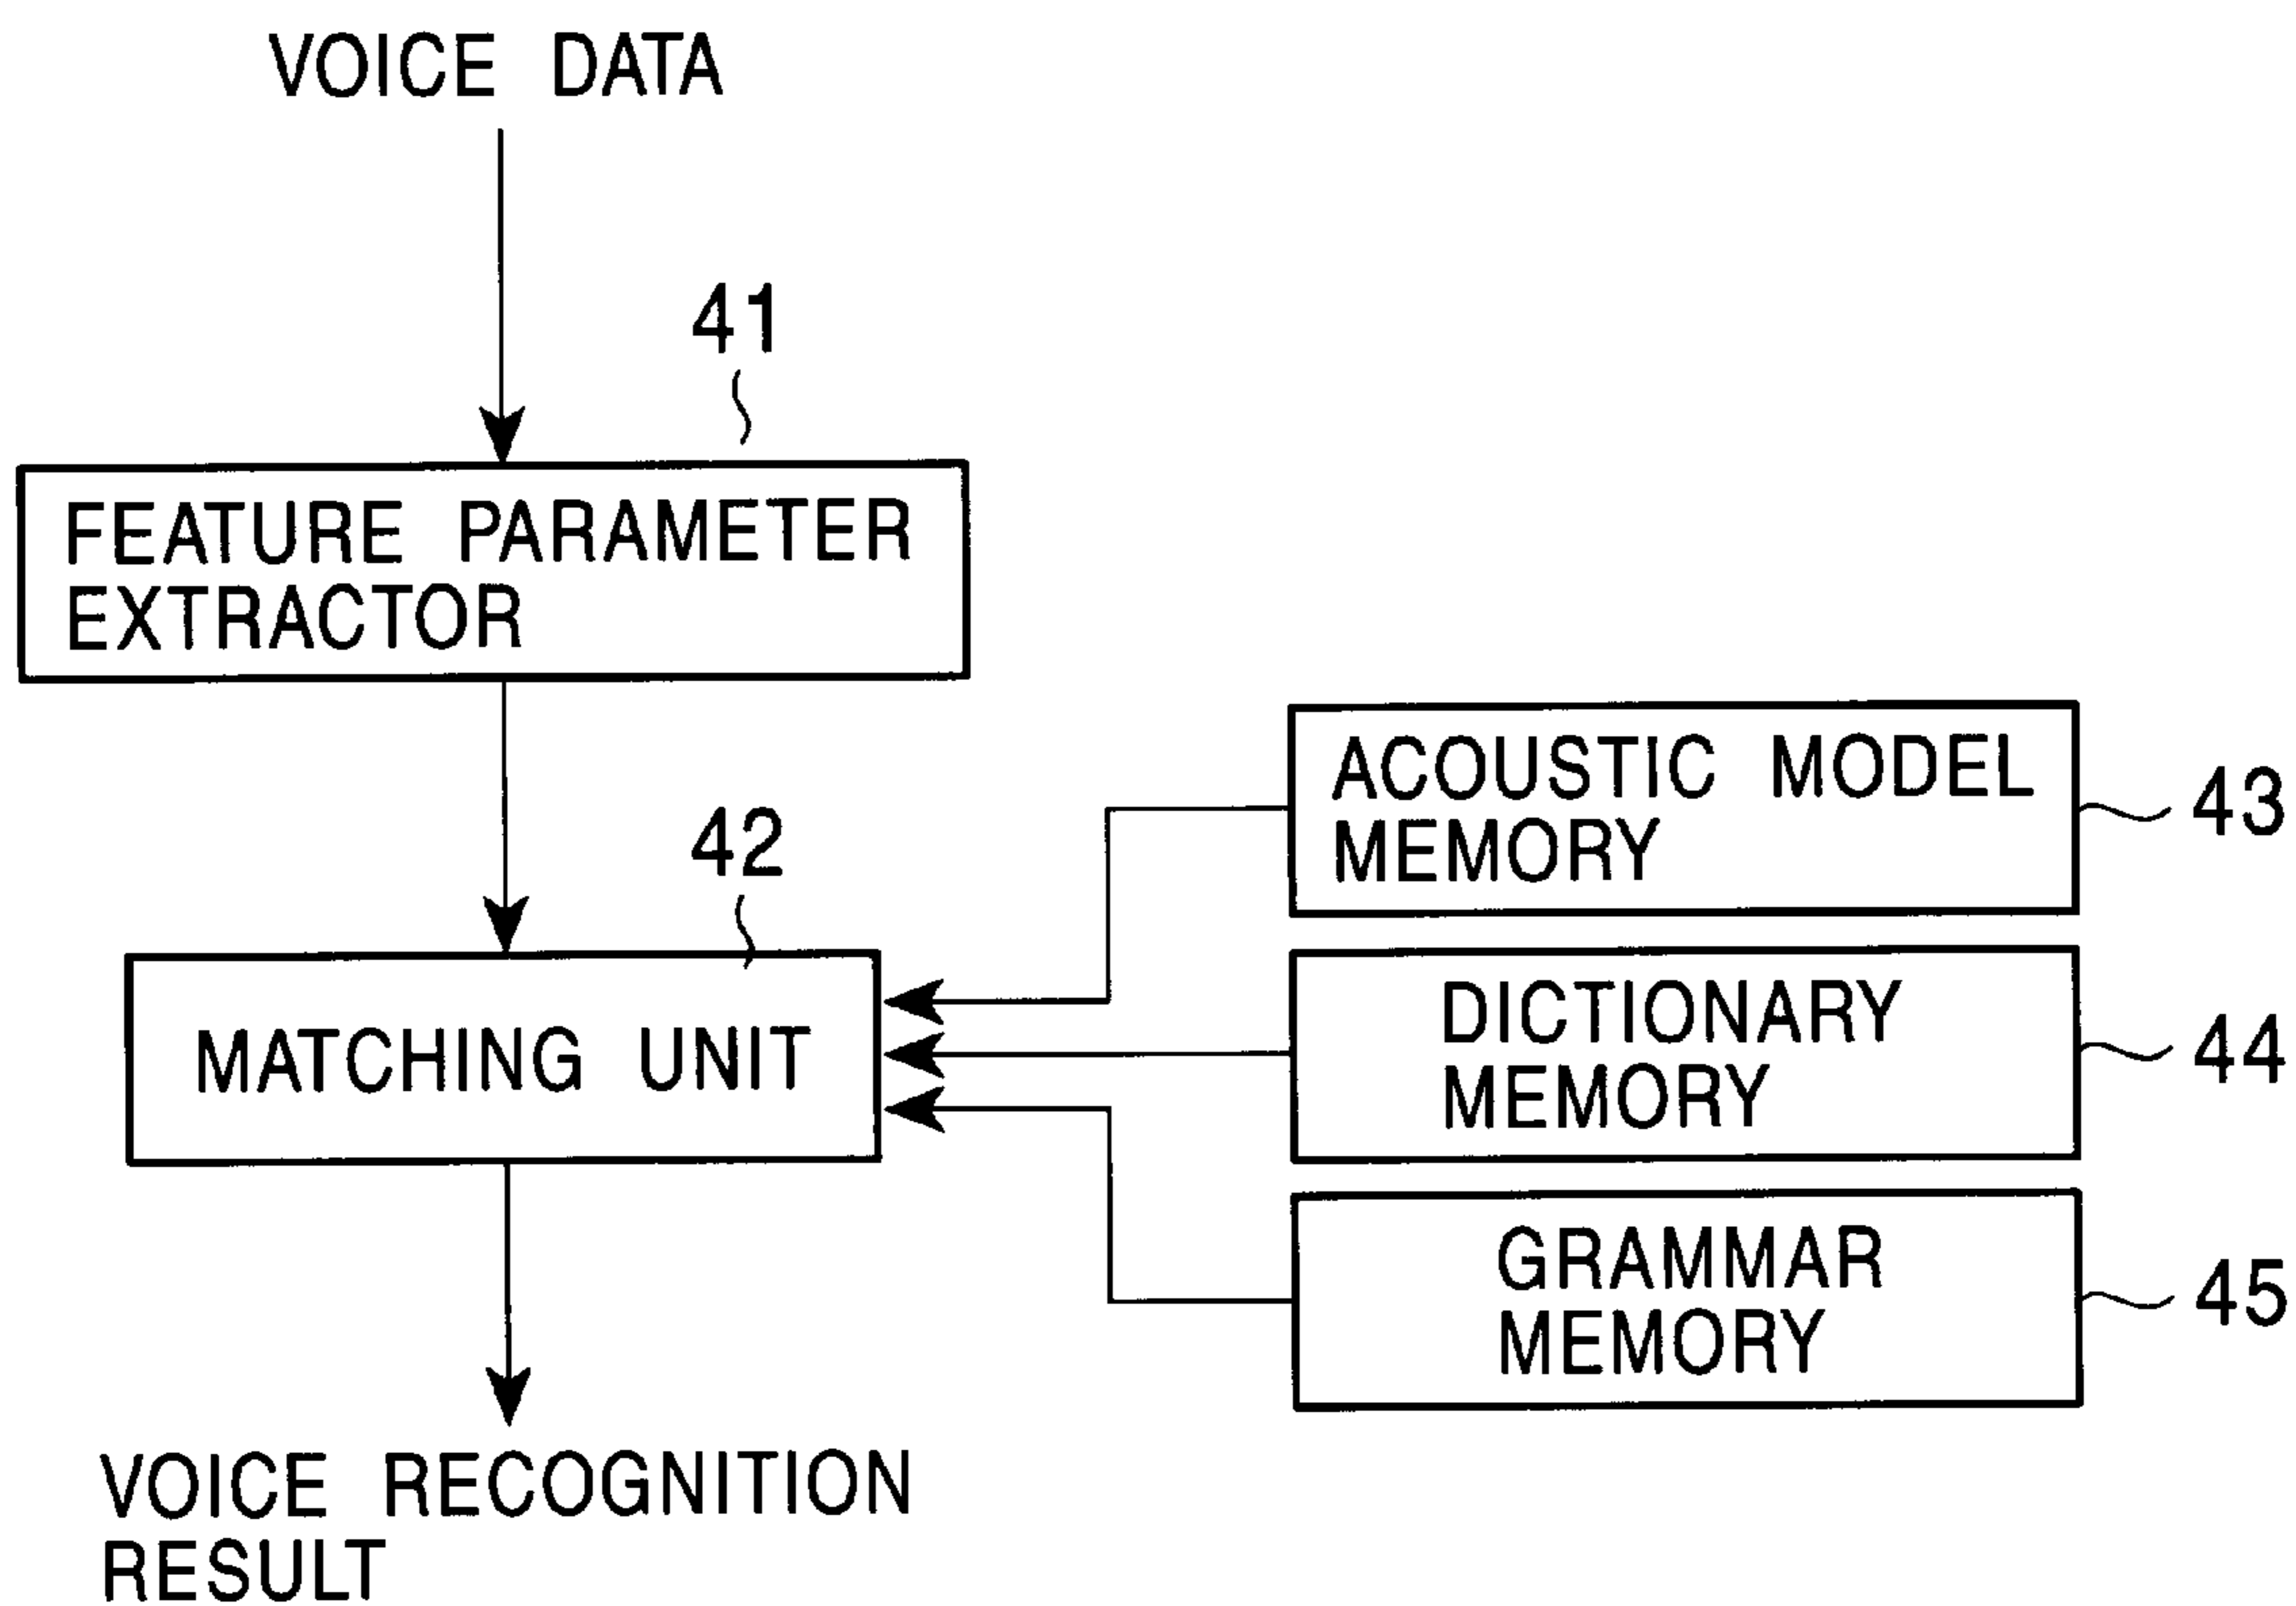 VOICE DATA
41
FEATURE PARAMETER
EXTRACTOR
42
MATCHING UNIT
ACOUSTIC MODEL
MEMORY
43
DICTIONARY
MEMORY
44
GRAMMAR
MEMORY
45
VOICE RECOGNITION
RESULT